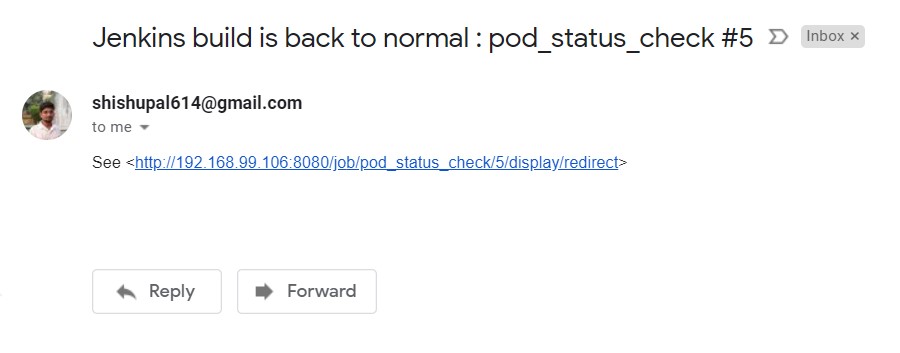 Jenkins build is back to normal : pod_status_check #5 Inbox ×
shishupal614@gmail.com
to me
See <http://192.168.99.106:8080/job/pod_status_check/5/display/redirect>
Reply Forward